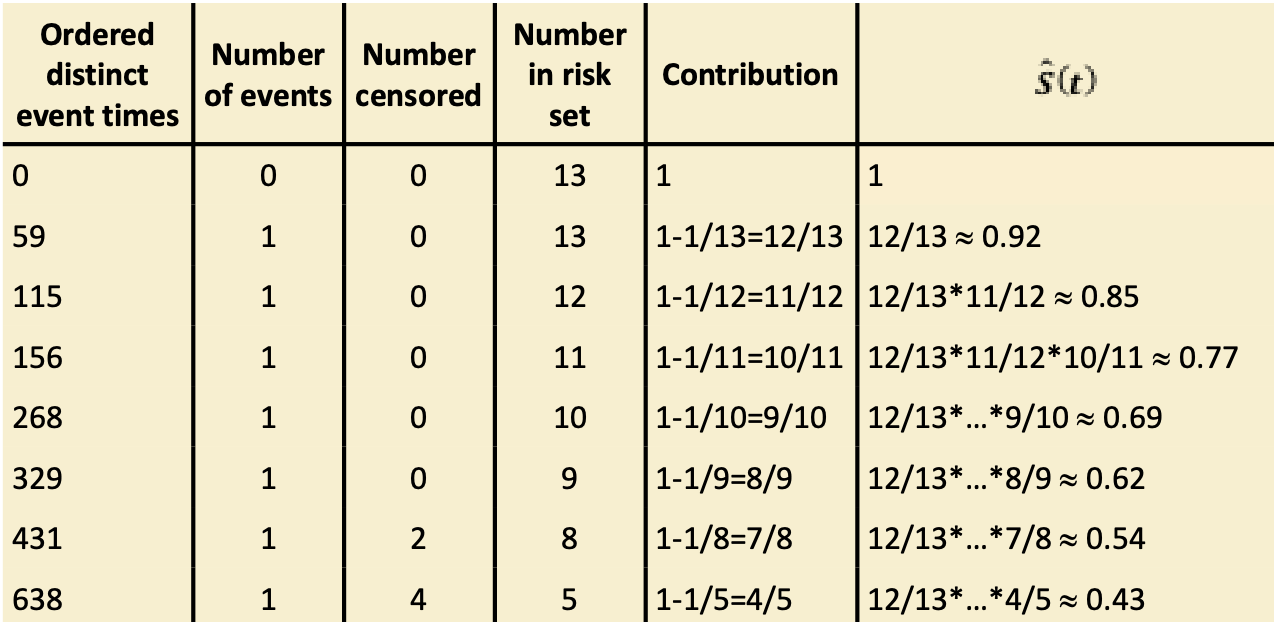 Ordered distinct event times Number of events Number censored Number in risk set Contribution ŝ(t)
0 0 0 13 1 1
59 1 0 13 1-1/13=12/13 12/13 ≈ 0.92
115 1 0 12 1-1/12=11/12 12/13*11/12 ≈ 0.85
156 1 0 11 1-1/11=10/11 12/13*11/12*10/11 ≈ 0.77
268 1 0 10 1-1/10=9/10 12/13*...*9/10 ≈ 0.69
329 1 0 9 1-1/9=8/9 12/13*...*8/9 ≈ 0.62
431 1 2 8 1-1/8=7/8 12/13*...*7/8 ≈ 0.54
638 1 4 5 1-1/5=4/5 12/13*...*4/5 ≈ 0.43